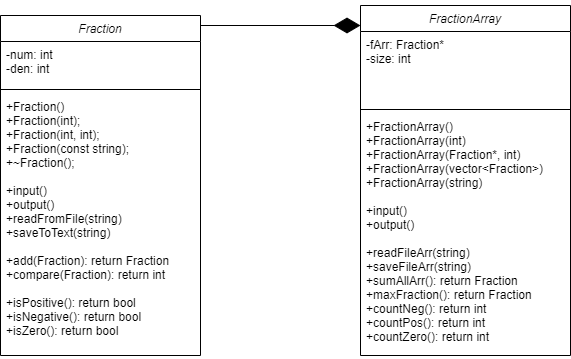 Fraction
-num: int
-den: int
+Fraction()
+Fraction(int);
+Fraction(int, int);
+Fraction(const string);
+~Fraction();
+input()
+output()
+readFromFile(string)
+saveToText(string)
+add(Fraction): return Fraction
+compare(Fraction): return int
+isPositive(): return bool
+isNegative(): return bool
+isZero(): return bool
FractionArray
-fArr: Fraction*
-size: int
+FractionArray()
+FractionArray(int)
+FractionArray(Fraction*, int)
+FractionArray(vector<Fraction>)
+FractionArray(string)
+input()
+output()
+readFileArr(string)
+saveFileArr(string)
+sumAllArr(): return Fraction
+maxFraction(): return Fraction
+countNeg(): return int
+countPos(): return int
+countZero(): return int